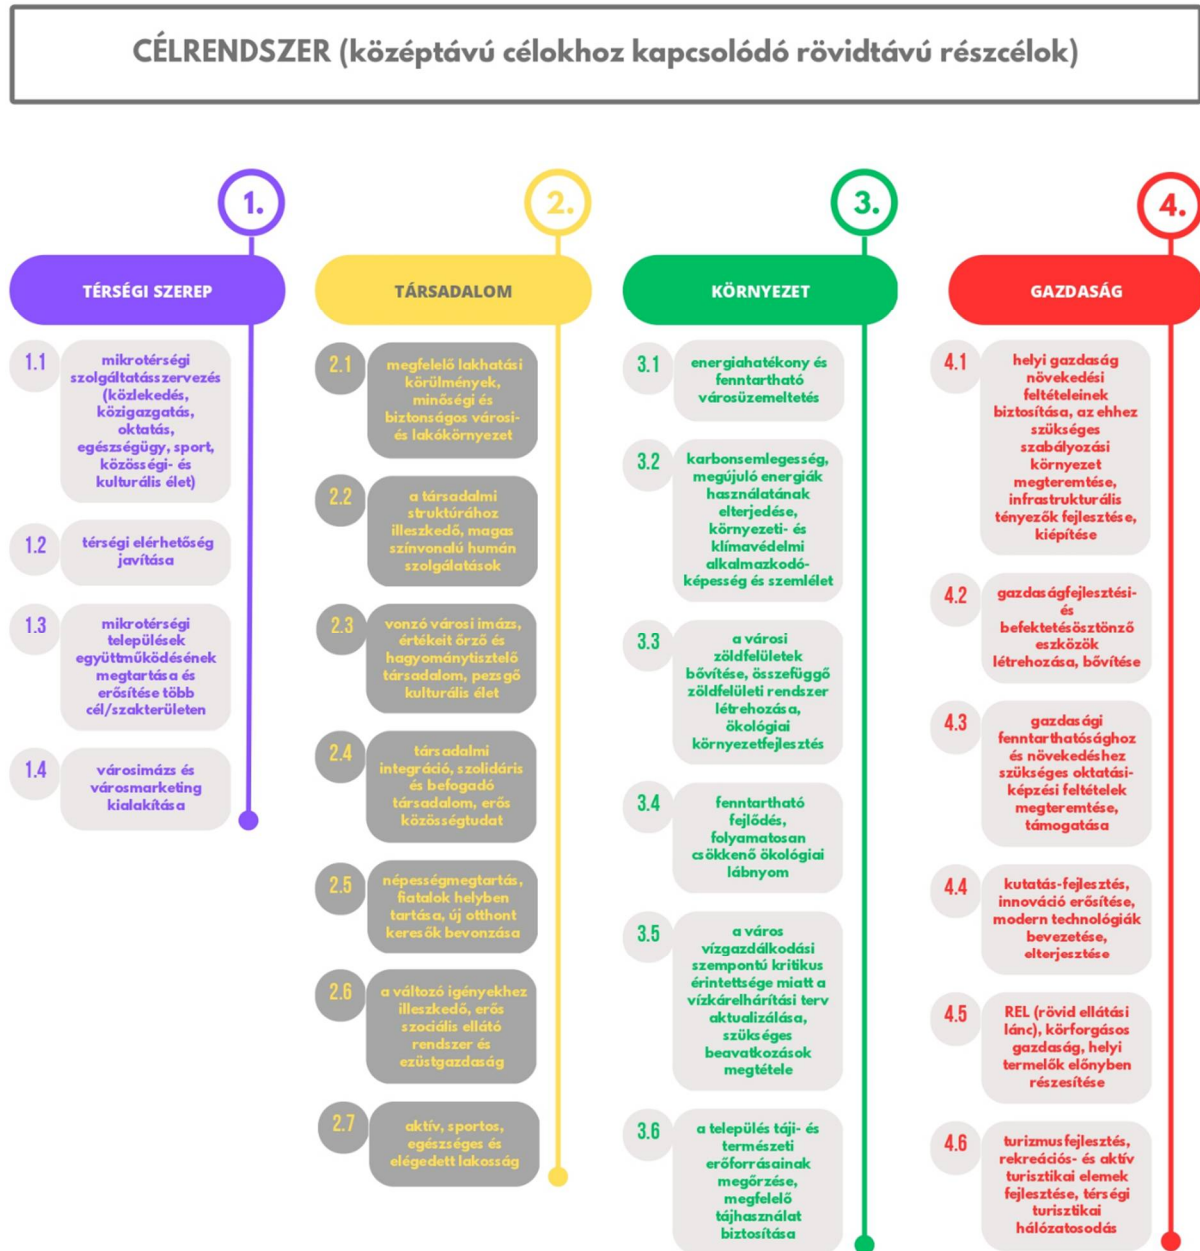 CÉLRENDSZER (középtávú célokhoz kapcsolódó rövidtávú részcélok)
1.
TÉRSÉGI SZEREP
1.1
mikrotérségi
szolgáltatásszervezés
(közlekedés,
közigazgatás,
oktatás,
egészségügy, sport,
közösségi- és
kulturális élet)
1.2
térségi elérhetőség
javítása
1.3
mikrotérségi
települések
együttműködésének
megtartása és
erősítése több
cél/szakterületen
1.4
városimázs és
városmarketing
kialakítása
2.
TÁRSADALOM
2.1
megfelelő lakhatási
körülmények,
minőségi és
biztonságos városi-
és lakókörnyezet
2.2
a társadalmi
struktúrához
illeszkedő, magas
színvonalú humán
szolgálatások
2.3
vonzó városi imázs,
értékeit őrző és
hagyománytisztelő
társadalom, pezsgő
kulturális élet
2.4
társadalmi
integráció, szolidáris
és befogadó
társadalom, erős
közösségtudat
2.5
népességmegtartás,
fiatalok helyben
tartása, új otthont
keresők bevonzása
2.6
a változó igényekhez
illeszkedő, erős
szociális ellátó
rendszer és
ezüstgazdaság
2.7
aktív, sportos,
egészséges és
elégedett lakosság
3.
KÖRNYEZET
3.1
energiahatékony és
fenntartható
városüzemeltetés
3.2
karbonsemlegesség,
megújuló energiák
használatának
elterjedése,
környezeti- és
klímavédelmi
alkalmazkodó-
képesség és szemlélet
3.3
a városi
zöldfelületek
bővítése, összefüggő
zöldfelületi rendszer
létrehozása,
ökológiai
környezetfejlesztés
3.4
fenntartható
fejlődés,
folyamatosan
csökkenő ökológiai
lábnyom
3.5
a város
vízgazdálkodási
szempontú kritikus
érintettsége miatt a
vízkárelhárítási terv
aktualizálása,
szükséges
beavatkozások
megtétele
3.6
a település táji- és
természeti
erőforrásainak
megőrzése,
megfelelő
tájhasználat
biztosítása
4.
GAZDASÁG
4.1
helyi gazdaság
növekedési
feltételeinek
biztosítása, az ehhez
szükséges
szabályozási
környezet
megteremtése,
infrastrukturális
tényezők fejlesztése,
kiépítése
4.2
gazdaságfejlesztési-
és
befektetésösztönző
eszközök
létrehozása, bővítése
4.3
gazdasági
fenntarthatósághoz
és növekedéshez
szükséges oktatási-
képzési feltételek
megteremtése,
támogatása
4.4
kutatás-fejlesztés,
innováció erősítése,
modern technológiák
bevezetése,
elterjesztése
4.5
REL (rövid ellátási
lánc), körforgásos
gazdaság, helyi
termelők előnyben
részesítése
4.6
turizmusfejlesztés,
rekreációs- és aktív
turisztikai elemek
fejlesztése, térségi
turisztikai
hálózatosodás